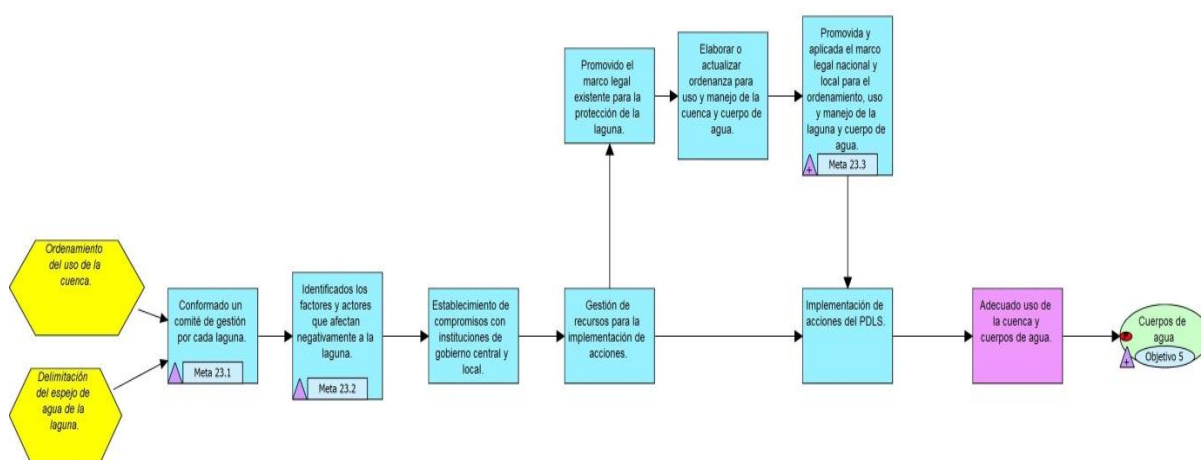 Ordenamiento
del uso de la
cuenca.
Delimitación
del espejo de
agua de la
laguna.
Conformado un
comité de gestión
por cada laguna.
Meta 23.1
Identificados los
factores y actores
que afectan
negativamente a la
laguna.
Meta 23.2
Establecimiento de
compromisos con
instituciones de
gobierno central y
local.
Gestión de
recursos para la
implementación de
acciones.
Promovido el
marco legal
existente para la
protección de la
laguna.
Elaborar o
actualizar
ordenanza para
uso y manejo de la
cuenca y cuerpo de
agua.
Promovida y
aplicada el marco
legal nacional y
local para el
ordenamiento, uso
y manejo de la
laguna y cuerpo de
agua.
+
Meta 23.3
Implementación de
acciones del PDLS.
Adecuado uso de
la cuenca y
cuerpos de agua.
Cuerpos de
agua
+
Objetivo 5